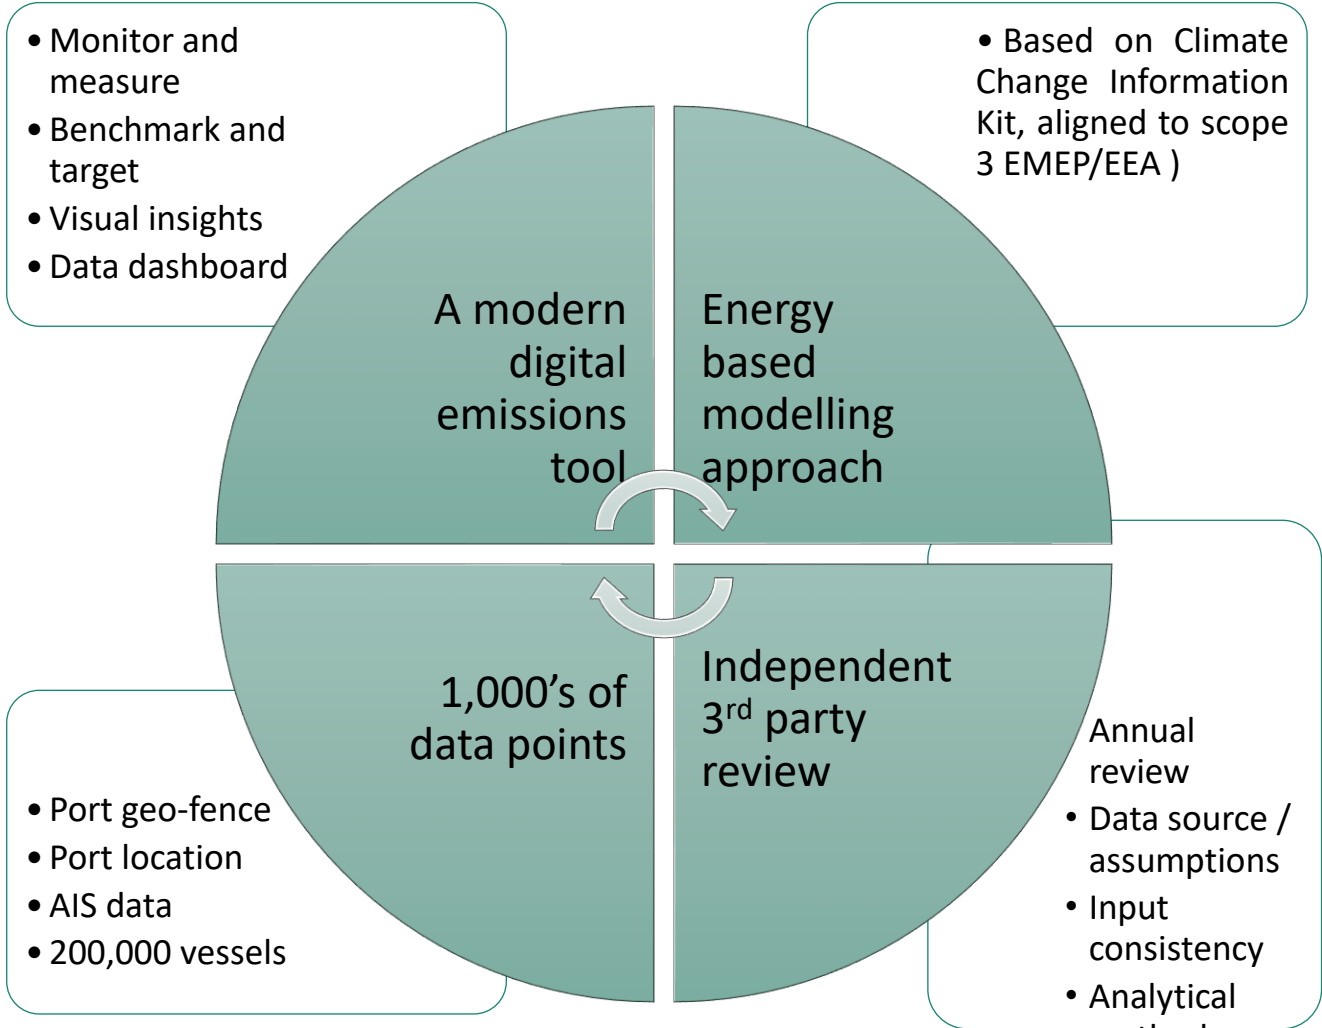 • Monitor and
measure
• Benchmark and
target
• Visual insights
• Data dashboard
• Based on Climate
Change Information
Kit, aligned to scope
3 EMEP/EEA )
A modern
digital
emissions
tool
Energy
based
modelling
approach
1,000’s of
data points
Independent
3rd party
review
• Port geo-fence
• Port location
• AIS data
• 200,000 vessels
Annual
review
• Data source /
assumptions
• Input
consistency
• Analytical